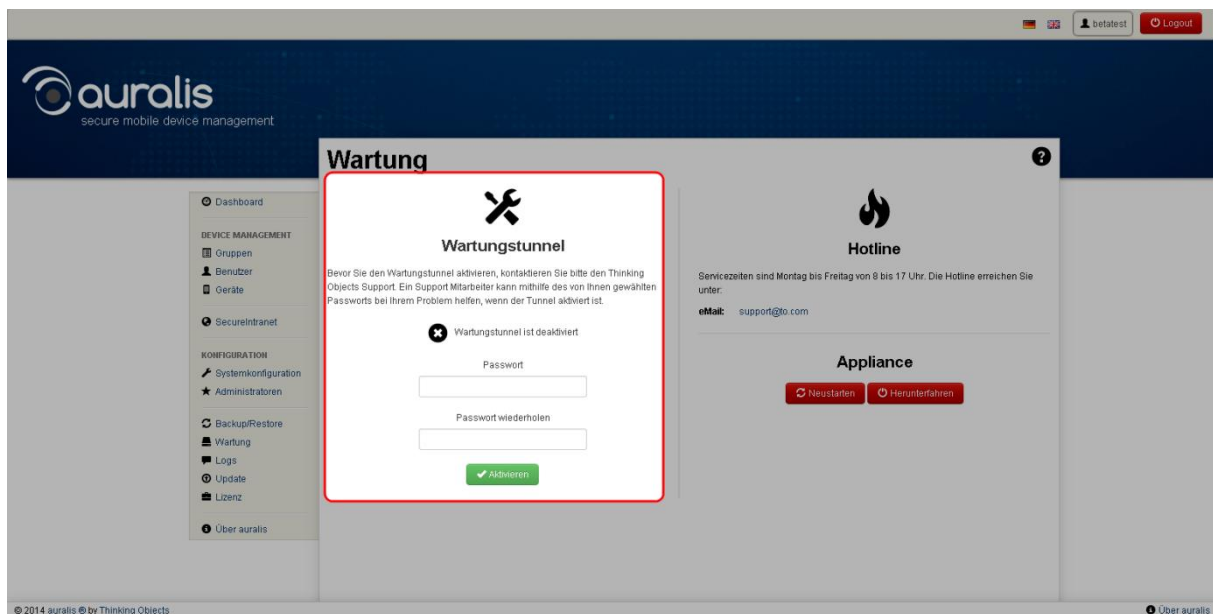 betatest
Logout
auralis
secure mobile device management
Wartung
Dashboard
DEVICE MANAGEMENT
Gruppen
Benutzer
Geräte
SecureIntranet
KONFIGURATION
Systemkonfiguration
Administratoren
Backup/Restore
Wartung
Logs
Update
Lizenz
Über auralis
Wartungstunnel
Bevor Sie den Wartungstunnel aktivieren, kontaktieren Sie bitte den Thinking
Objects Support. Ein Support Mitarbeiter kann mithilfe des von Ihnen gewählten
Passworts bei Ihrem Problem helfen, wenn der Tunnel aktiviert ist.
Wartungstunnel ist deaktiviert
Passwort
Passwort wiederholen
Aktivieren
Hotline
Servicezeiten sind Montag bis Freitag von 8 bis 17 Uhr. Die Hotline erreichen Sie
unter:
eMail: support@to.com
Appliance
Neustarten
Herunterfahren
© 2014 auralis ® by Thinking Objects
Über auralis